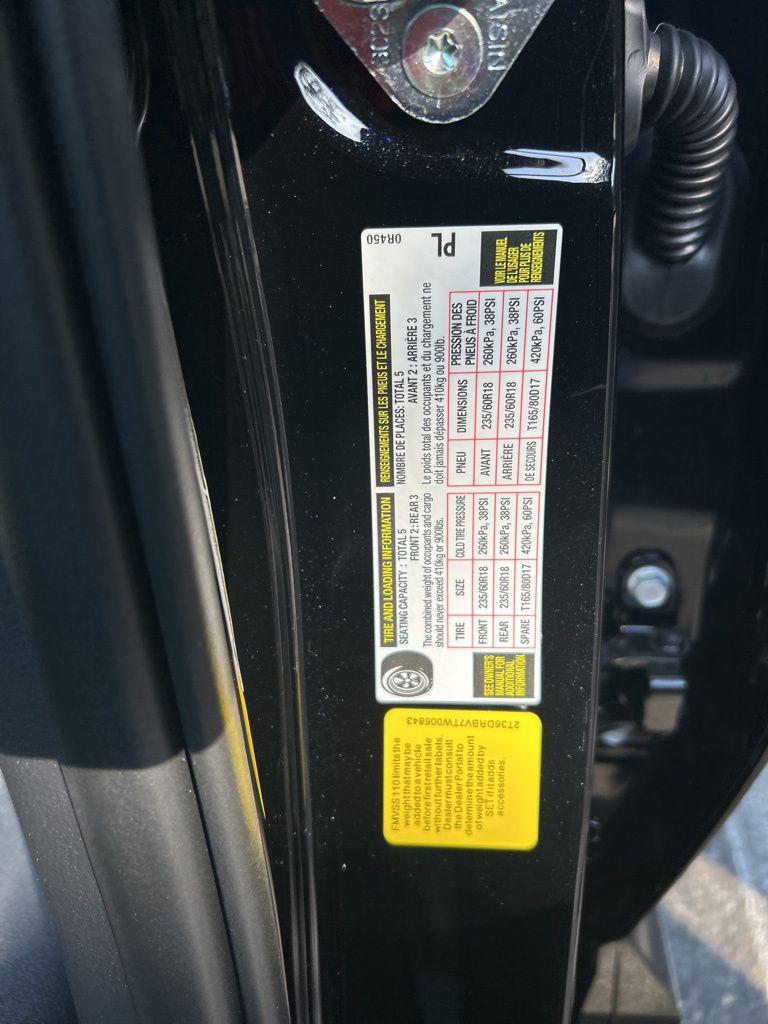 TIRE AND LOADING INFORMATION
SEATING CAPACITY : TOTAL 5
FRONT 2 : REAR 3
The combined weight of occupants and cargo
should never exceed 410kg or 900lbs.
TIRE SIZE COLD TIRE PRESSURE
FRONT 235/60R18 260kPa, 38PSI
REAR 235/60R18 260kPa, 38PSI
SPARE T165/80D17 420kPa, 60PSI
SEE OWNER'S
MANUAL FOR
ADDITIONAL
INFORMATION.
RENSEIGNEMENTS SUR LES PNEUS ET LE CHARGEMENT
NOMBRE DE PLACES: TOTAL 5
AVANT 2 : ARRIÈRE 3
Le poids total des occupants et du chargement ne
doit jamais dépasser 410kg ou 900lb.
PNEU DIMENSIONS PRESSION DES
PNEUS À FROID
AVANT 235/60R18 260kPa, 38PSI
ARRIÈRE 235/60R18 260kPa, 38PSI
DE SECOURS T165/80D17 420kPa, 60PSI
VOIR LE MANUEL
DE L'USAGER
POUR PLUS DE
RENSEIGNEMENTS
0R450
PL
FMVSS 110 limits the
weight that may be
added to a vehicle
before first retail sale
without further labels.
Dealer must consult
the Dealer Portal to
determine the amount
of weight added by
SET if it adds
accessories.
2T36DRBV7TW006843
AISIN